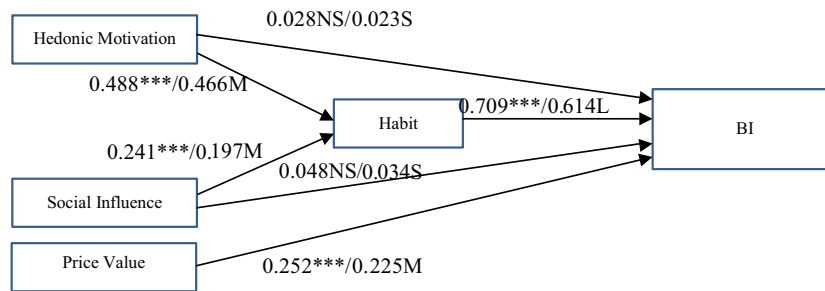 0.028NS/0.023S
Hedonic Motivation
0.488***/0.466M
0.709***/0.614L
Habit
BI
0.241***/0.197M
0.048NS/0.034S
Social Influence
Price Value
0.252***/0.225M